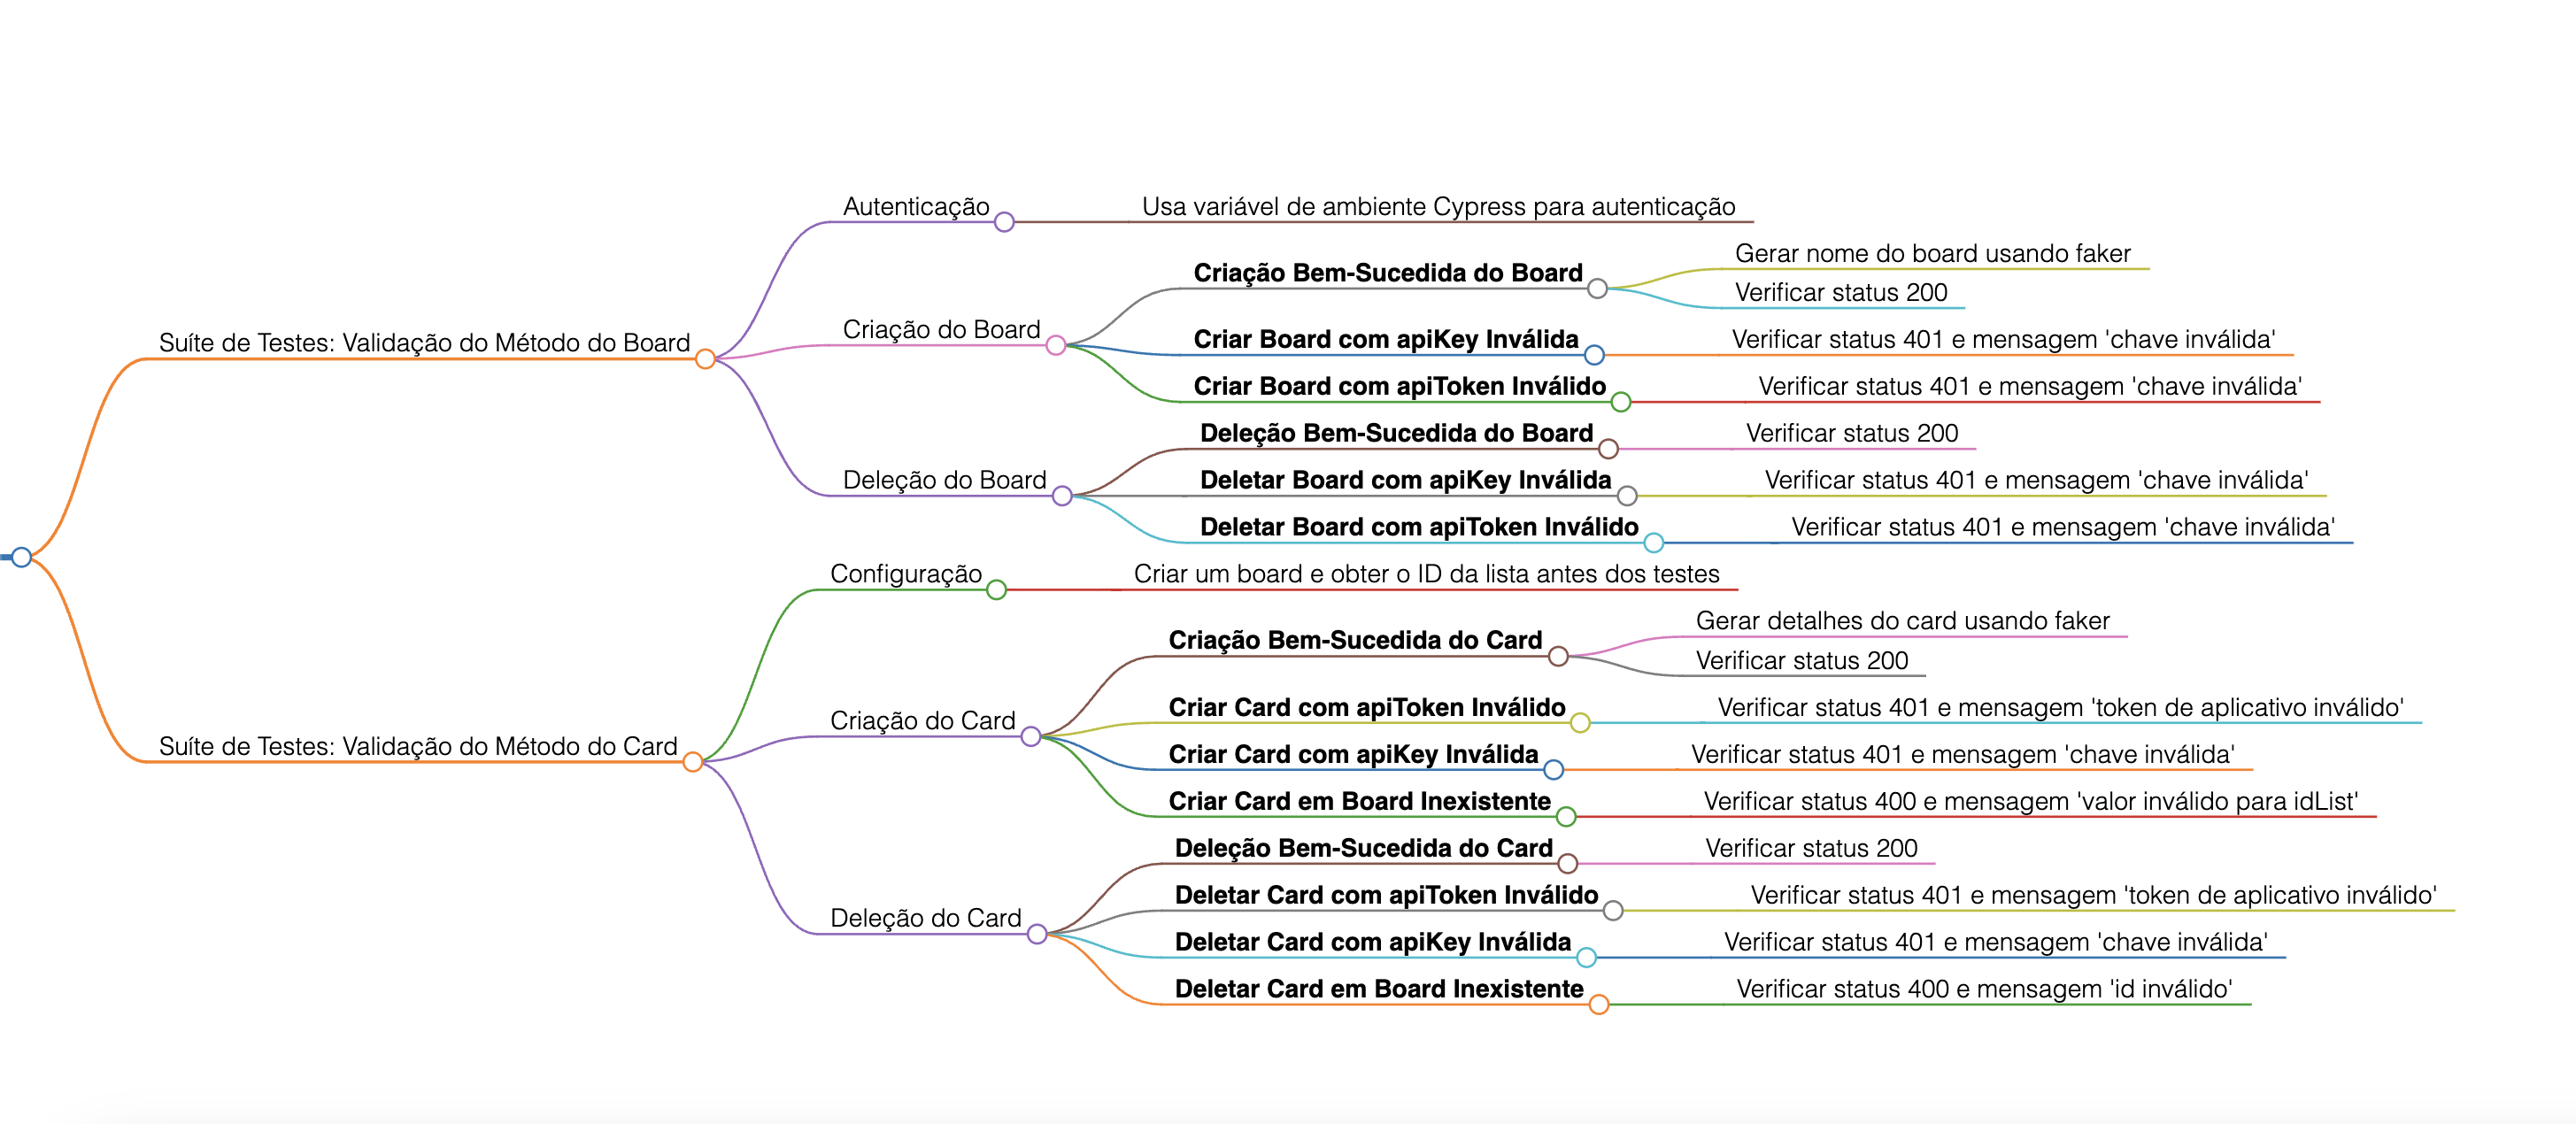 Suíte de Testes: Validação do Método do Board
Autenticação
Usa variável de ambiente Cypress para autenticação
Criação do Board
Criação Bem-Sucedida do Board
Gerar nome do board usando faker
Verificar status 200
Criar Board com apiKey Inválida
Verificar status 401 e mensagem 'chave inválida'
Criar Board com apiToken Inválido
Verificar status 401 e mensagem 'chave inválida'
Deleção do Board
Deleção Bem-Sucedida do Board
Verificar status 200
Deletar Board com apiKey Inválida
Verificar status 401 e mensagem 'chave inválida'
Deletar Board com apiToken Inválido
Verificar status 401 e mensagem 'chave inválida'
Suíte de Testes: Validação do Método do Card
Configuração
Criar um board e obter o ID da lista antes dos testes
Criação do Card
Criação Bem-Sucedida do Card
Gerar detalhes do card usando faker
Verificar status 200
Criar Card com apiToken Inválido
Verificar status 401 e mensagem 'token de aplicativo inválido'
Criar Card com apiKey Inválida
Verificar status 401 e mensagem 'chave inválida'
Criar Card em Board Inexistente
Verificar status 400 e mensagem 'valor inválido para idList'
Deleção do Card
Deleção Bem-Sucedida do Card
Verificar status 200
Deletar Card com apiToken Inválido
Verificar status 401 e mensagem 'token de aplicativo inválido'
Deletar Card com apiKey Inválida
Verificar status 401 e mensagem 'chave inválida'
Deletar Card em Board Inexistente
Verificar status 400 e mensagem 'id inválido'